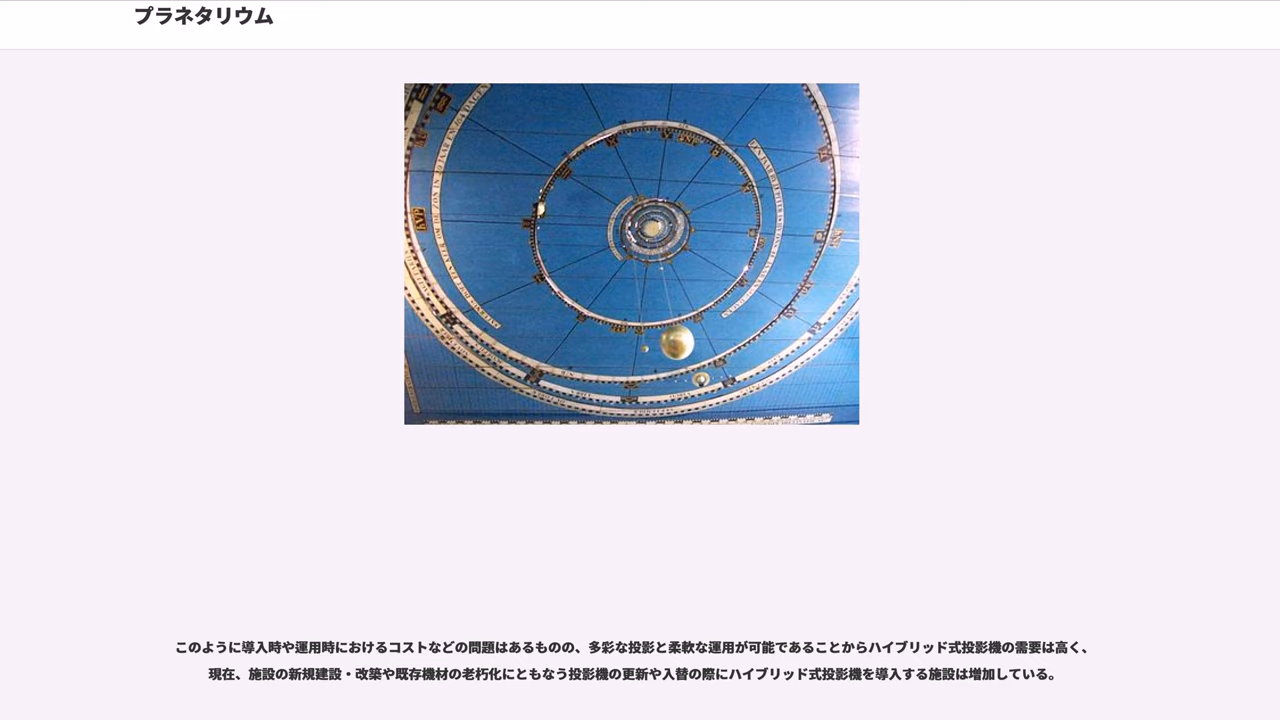 プラネタリウム
このように導入時や運用時におけるコストなどの問題はあるものの、多彩な投影と柔軟な運用が可能であることからハイブリッド式投影機の需要は高く、
現在、施設の新規建設・改築や既存機材の老朽化にともなう投影機の更新や入替の際にハイブリッド式投影機を導入する施設は増加している。